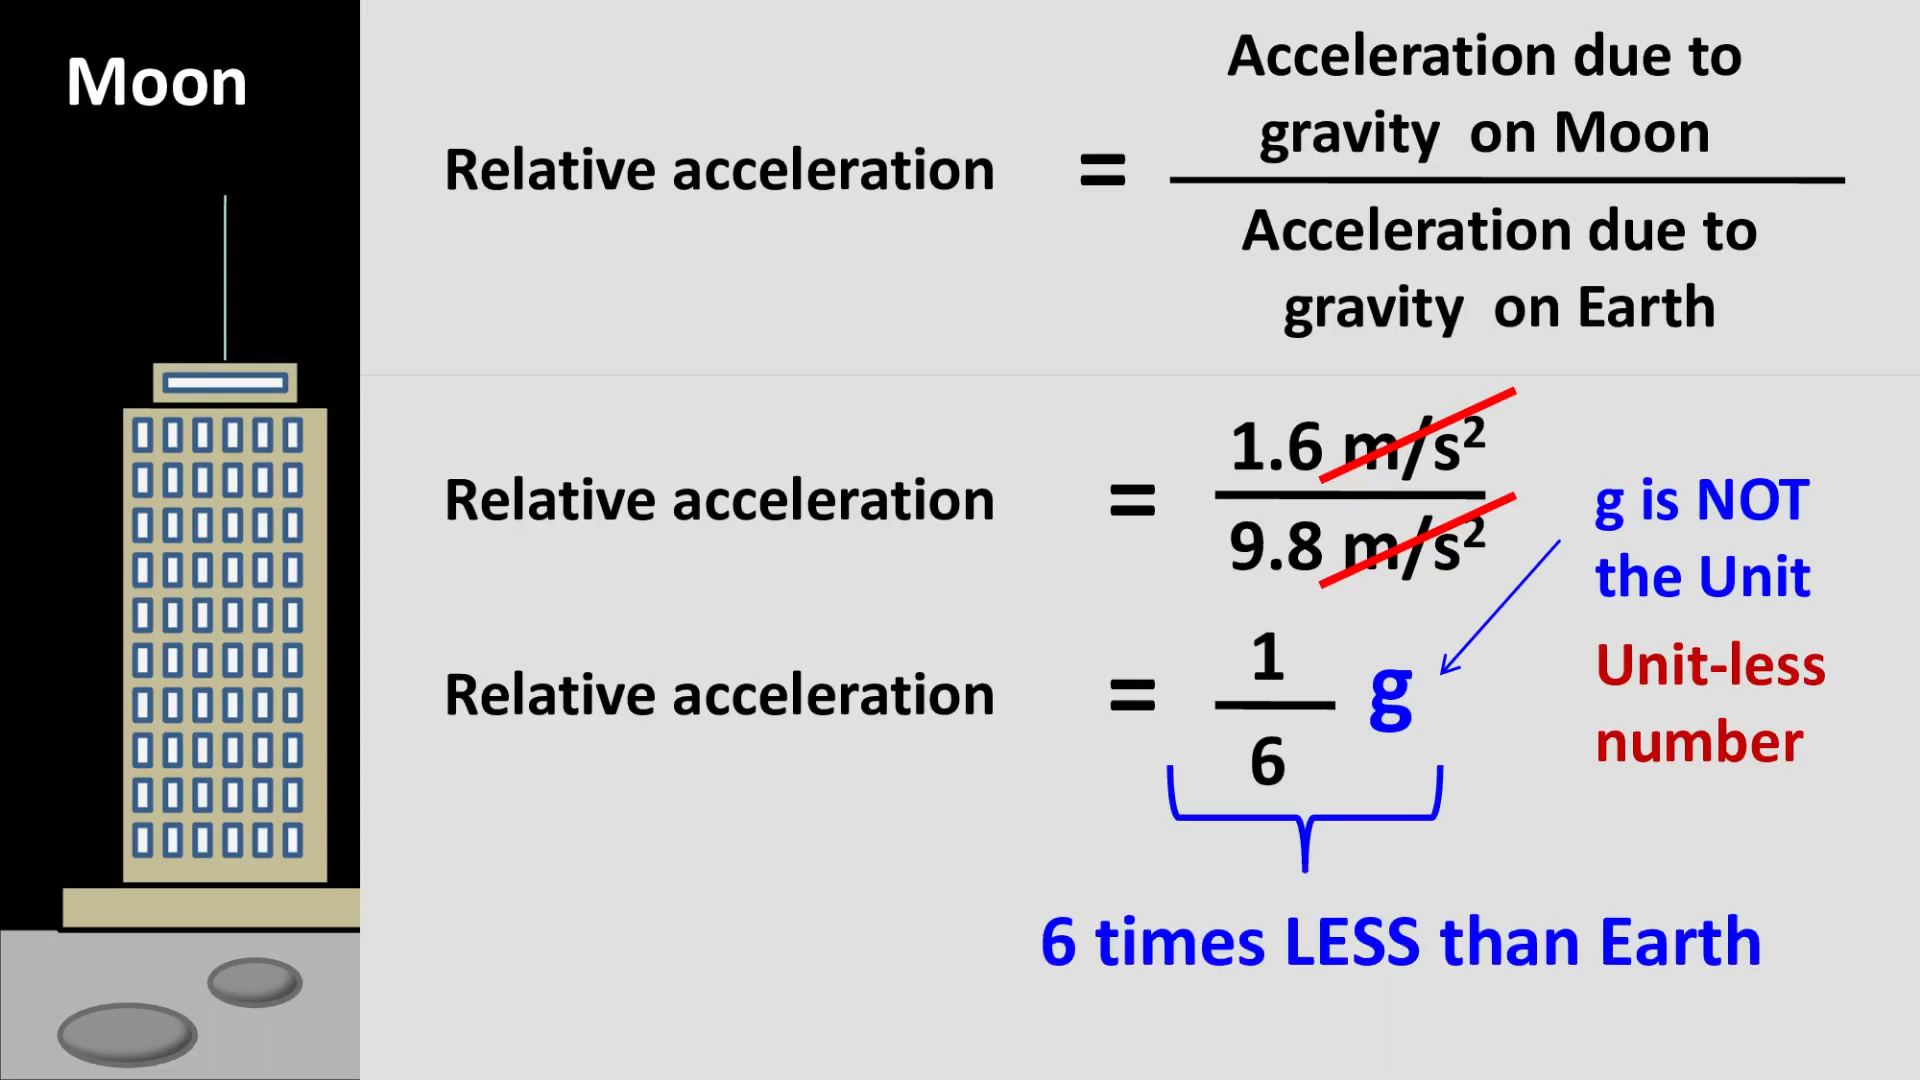 Moon
Relative acceleration =
Acceleration due to
gravity on Moon
Acceleration due to
gravity on Earth
Relative acceleration =
1.6 m/s²
9.8 m/s²
g is NOT
the Unit
Relative acceleration =
1
6
g
Unit-less
number
6 times LESS than Earth